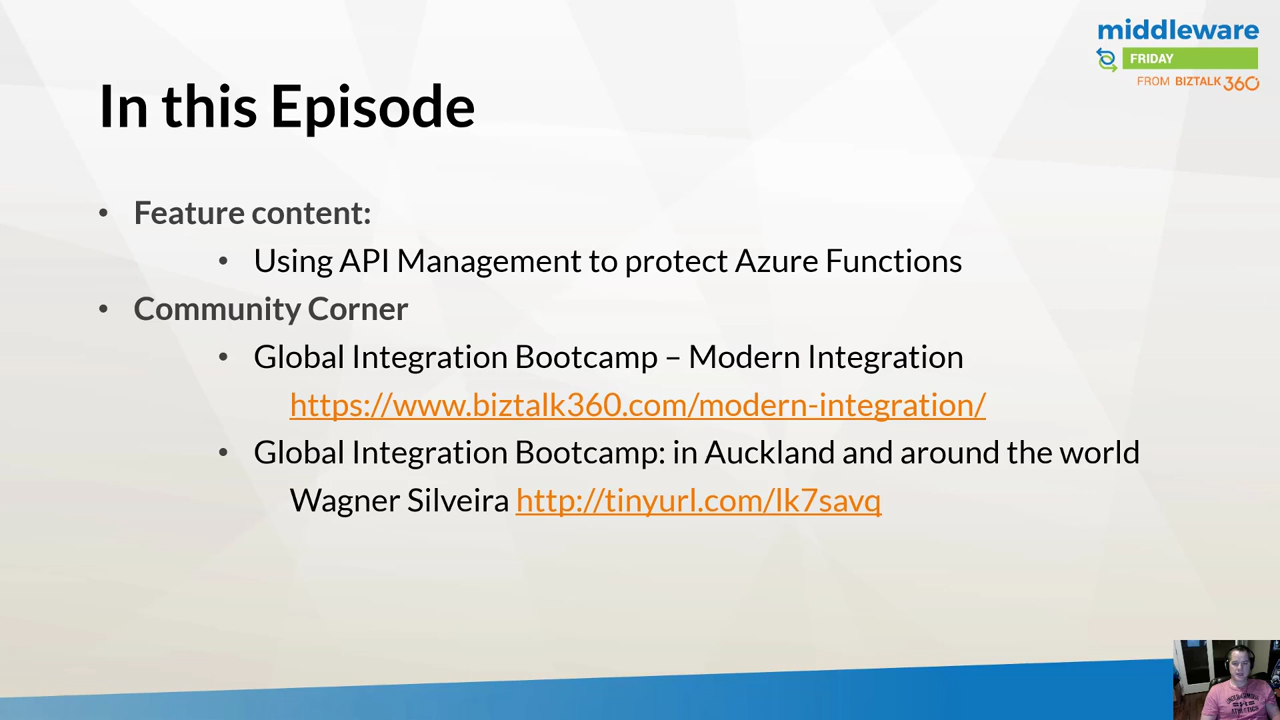 middleware
FRIDAY
FROM BIZTALK360
In this Episode
• Feature content:
• Using API Management to protect Azure Functions
• Community Corner
• Global Integration Bootcamp – Modern Integration
https://www.biztalk360.com/modern-integration/
• Global Integration Bootcamp: in Auckland and around the world
Wagner Silveira http://tinyurl.com/lk7savq